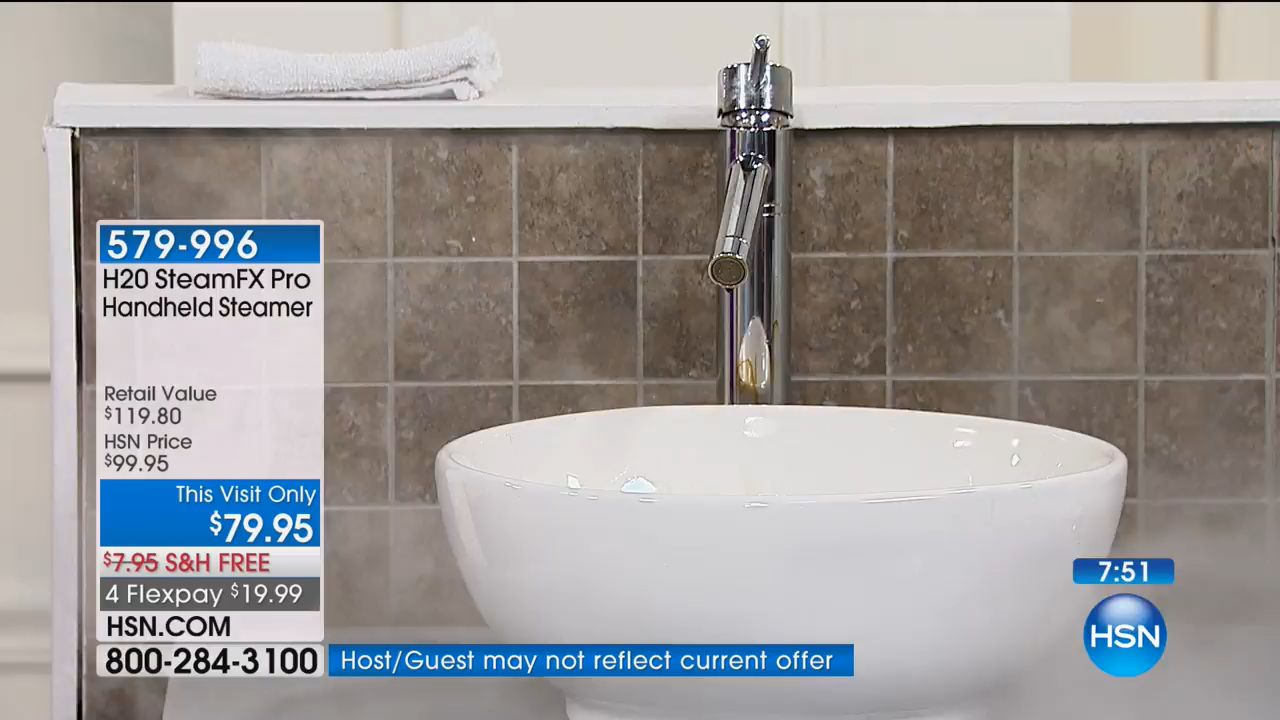 579-996
H20 SteamFX Pro
Handheld Steamer
Retail Value
$119.80
HSN Price
$99.95
This Visit Only
$79.95
$7.95 S&H FREE
4 Flexpay $19.99
HSN.COM
800-284-3100
Host/Guest may not reflect current offer
7:51
HSN